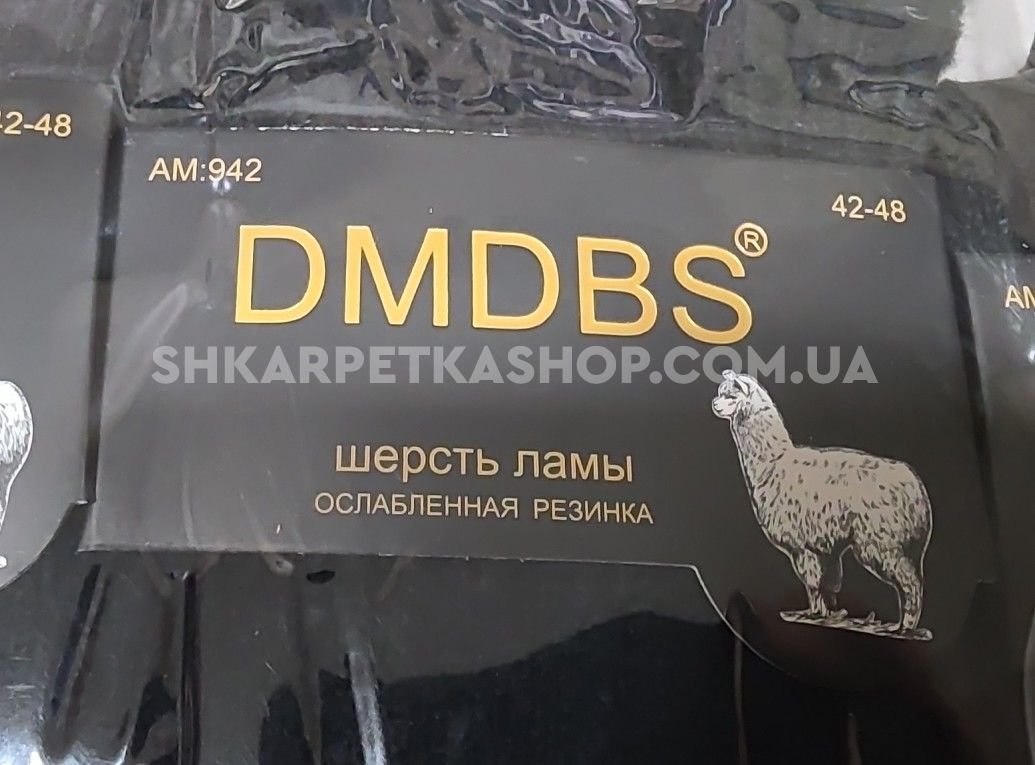 42-48
AM:942
42-48
DMDBS®
SHKARPETKASHOP.COM.UA
шерсть ламы
ОСЛАБЛЕННАЯ РЕЗИНКА